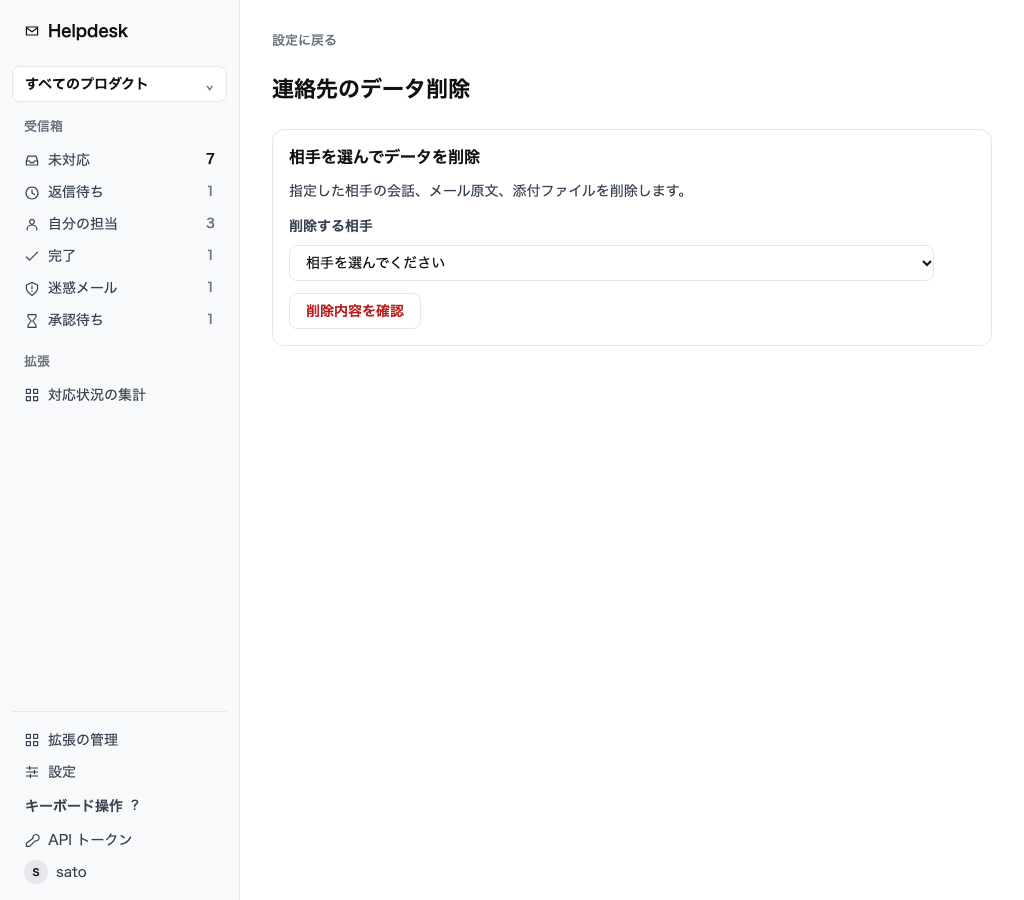 Helpdesk
すべてのプロダクト
受信箱
未対応 7
返信待ち 1
自分の担当 3
完了 1
迷惑メール 1
承認待ち 1
拡張
対応状況の集計
拡張の管理
設定
キーボード操作 ?
API トークン
S sato
設定に戻る
連絡先のデータ削除
相手を選んでデータを削除
指定した相手の会話、メール原文、添付ファイルを削除します。
削除する相手
相手を選んでください
削除内容を確認